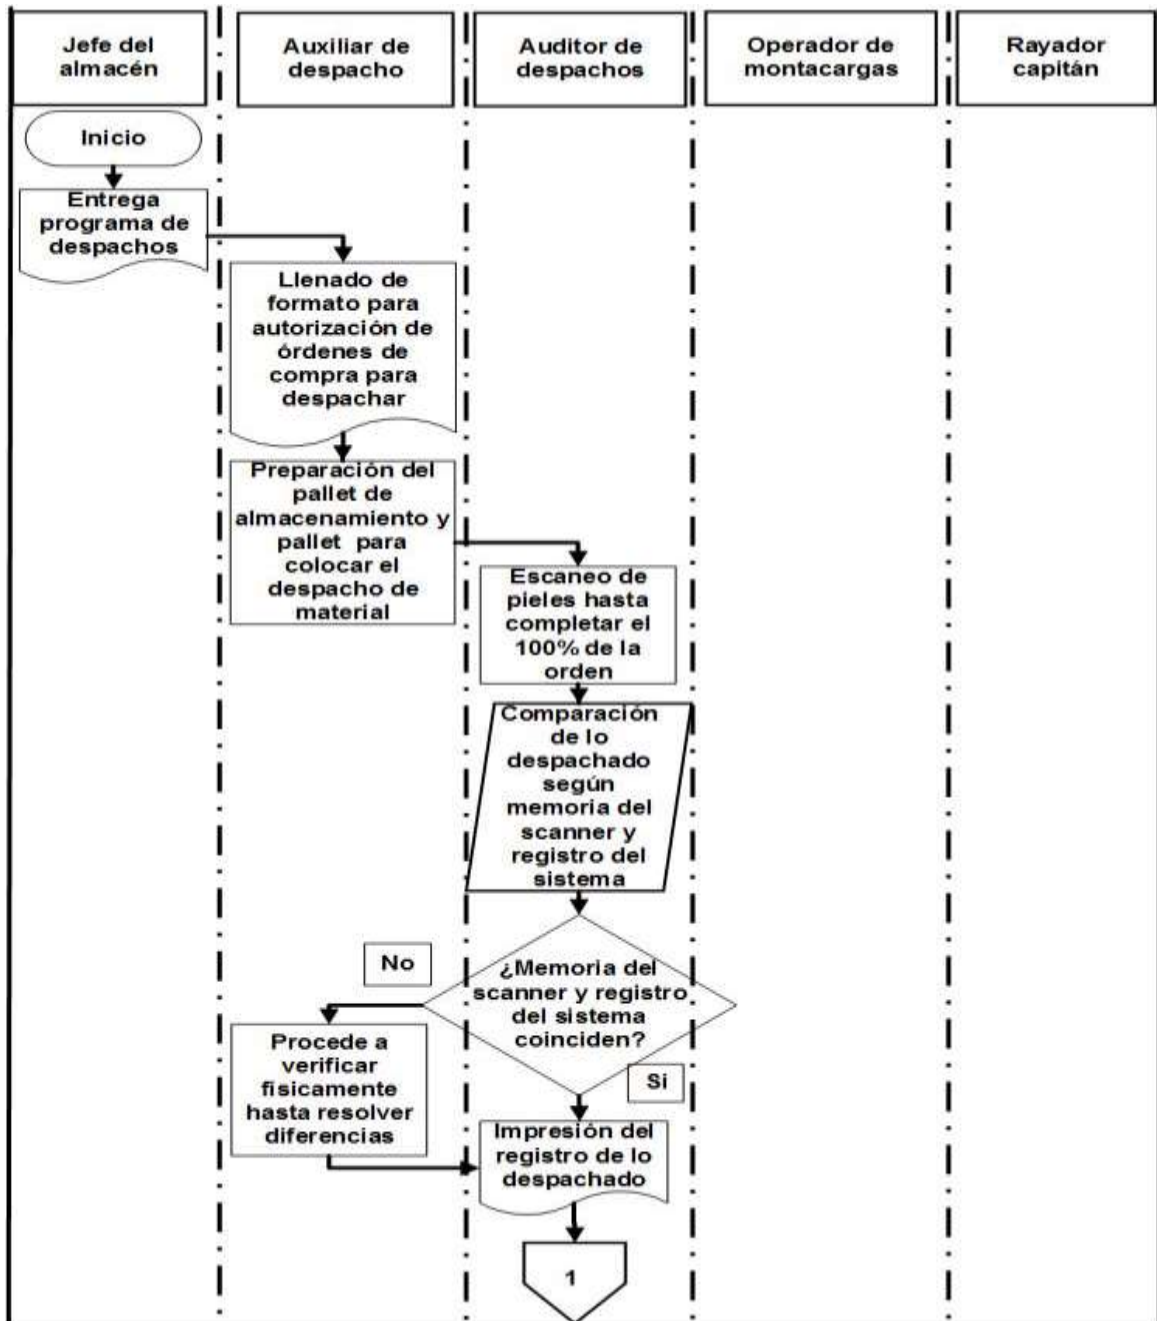 Jefe del
almacén
Auxiliar de
despacho
Auditor de
despachos
Operador de
montacargas
Rayador
capitán
Inicio
Entrega
programa de
despachos
Llenado de
formato para
autorización de
órdenes de
compra para
despachar
Preparación del
pallet de
almacenamiento y
pallet para
colocar el
despacho de
material
Escaneo de
pieles hasta
completar el
100% de la
orden
Comparación
de lo
despachado
según
memoria del
scanner y
registro del
sistema
¿Memoria del
scanner y registro
del sistema
coinciden?
No
Procede a
verificar
físicamente
hasta resolver
diferencias
Si
Impresión del
registro de lo
despachado
1